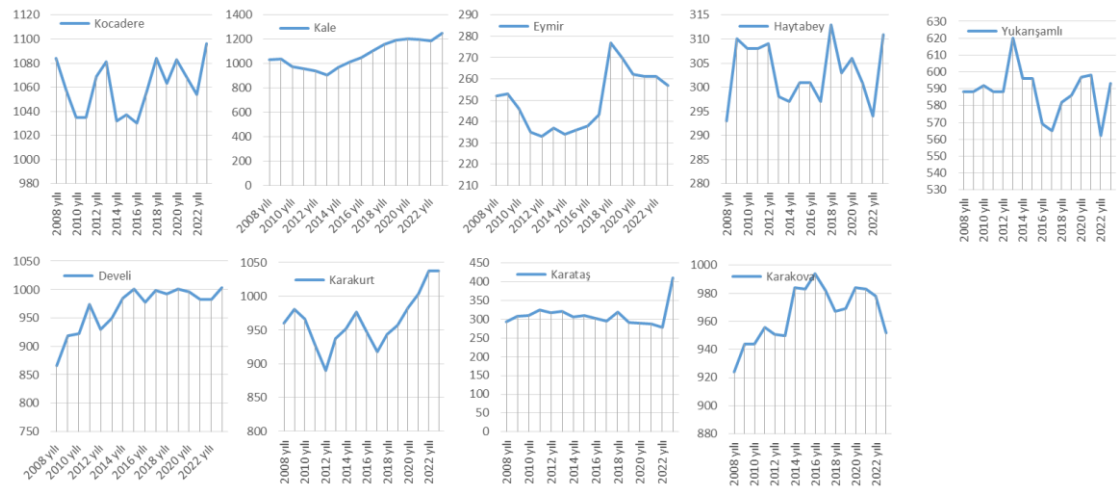 Kocadere
1100
1080
1060
1040
1020
1000
980
2008 yılı
2010 yılı
2012 yılı
2014 yılı
2016 yılı
2018 yılı
2020 yılı
2022 yılı
Kale
1400
1200
1000
800
600
400
200
0
2008 yılı
2010 yılı
2012 yılı
2014 yılı
2016 yılı
2018 yılı
2020 yılı
2022 yılı
Eymir
290
280
270
260
250
240
230
220
210
2008 yılı
2010 yılı
2012 yılı
2014 yılı
2016 yılı
2018 yılı
2020 yılı
2022 yılı
Haytabey
315
310
305
300
295
290
285
280
2008 yılı
2010 yılı
2012 yılı
2014 yılı
2016 yılı
2018 yılı
2020 yılı
2022 yılı
Yukarışamlı
630
620
610
600
590
580
570
560
550
540
530
2008 yılı
2010 yılı
2012 yılı
2014 yılı
2016 yılı
2018 yılı
2020 yılı
2022 yılı
Develi
1050
1000
950
900
850
800
750
2008 yılı
2010 yılı
2012 yılı
2014 yılı
2016 yılı
2018 yılı
2020 yılı
2022 yılı
Karakurt
1050
1000
950
900
850
800
2008 yılı
2010 yılı
2012 yılı
2014 yılı
2016 yılı
2018 yılı
2020 yılı
2022 yılı
Karataş
450
400
350
300
250
200
150
100
50
0
2008 yılı
2010 yılı
2012 yılı
2014 yılı
2016 yılı
2018 yılı
2020 yılı
2022 yılı
Karakova
1000
980
960
940
920
900
880
2008 yılı
2010 yılı
2012 yılı
2014 yılı
2016 yılı
2018 yılı
2020 yılı
2022 yılı